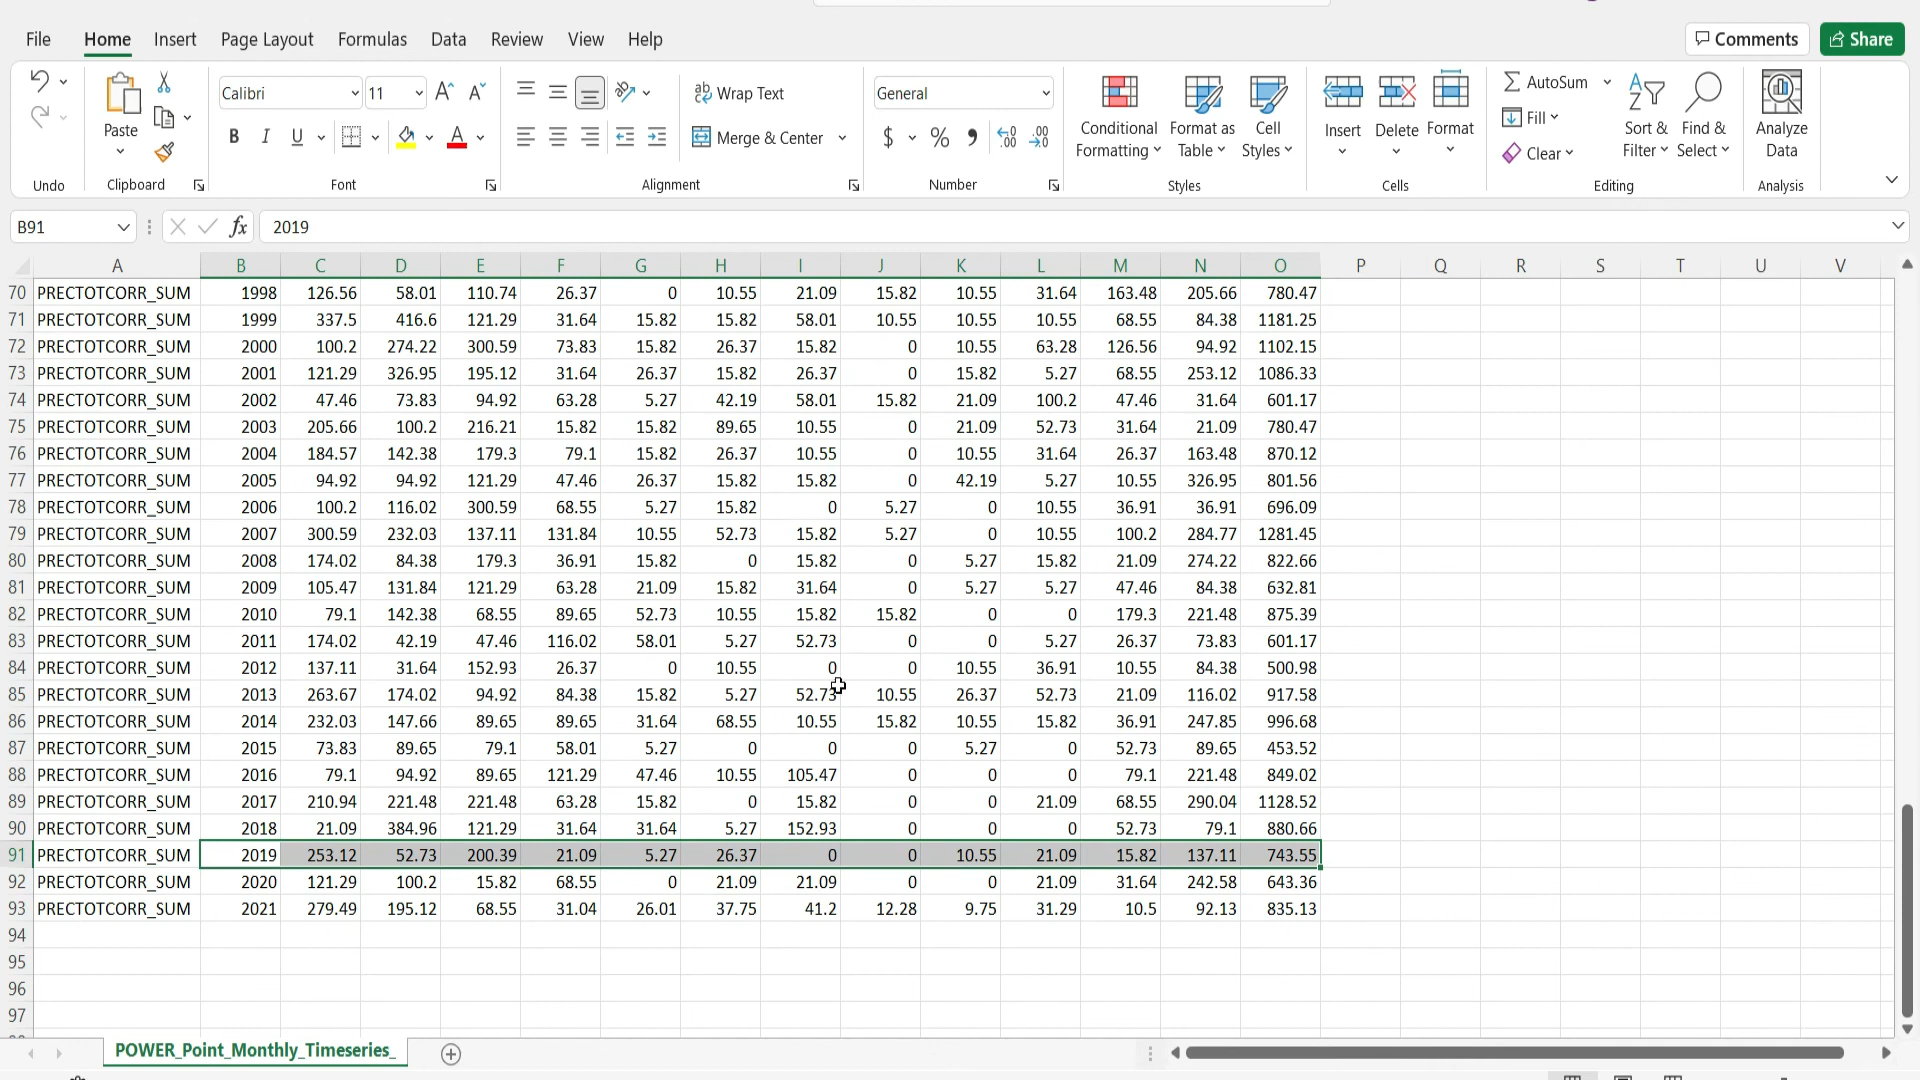 File Home Insert Page Layout Formulas Data Review View Help Comments Share
Calibri 11 Wrap Text General AutoSum
Paste B I U Merge & Center $ % Conditional Formatting Format as Table Cell Styles Insert Delete Format Fill Clear Sort & Filter Find & Select Analyze Data
Undo Clipboard Font Alignment Number Styles Cells Editing Analysis
B91 fx 2019
A B C D E F G H I J K L M N O P Q R S T U V
70 PRECTOTCORR_SUM 1998 126.56 58.01 110.74 26.37 0 10.55 21.09 15.82 10.55 31.64 163.48 205.66 780.47
71 PRECTOTCORR_SUM 1999 337.5 416.6 121.29 31.64 15.82 15.82 58.01 10.55 10.55 10.55 68.55 84.38 1181.25
72 PRECTOTCORR_SUM 2000 100.2 274.22 300.59 73.83 15.82 26.37 15.82 0 10.55 63.28 126.56 94.92 1102.15
73 PRECTOTCORR_SUM 2001 121.29 326.95 195.12 31.64 26.37 15.82 26.37 0 15.82 5.27 68.55 253.12 1086.33
74 PRECTOTCORR_SUM 2002 47.46 73.83 94.92 63.28 5.27 42.19 58.01 15.82 21.09 100.2 47.46 31.64 601.17
75 PRECTOTCORR_SUM 2003 205.66 100.2 216.21 15.82 15.82 89.65 10.55 0 21.09 52.73 31.64 21.09 780.47
76 PRECTOTCORR_SUM 2004 184.57 142.38 179.3 79.1 15.82 26.37 10.55 0 10.55 31.64 26.37 163.48 870.12
77 PRECTOTCORR_SUM 2005 94.92 94.92 121.29 47.46 26.37 15.82 15.82 0 42.19 5.27 10.55 326.95 801.56
78 PRECTOTCORR_SUM 2006 100.2 116.02 300.59 68.55 5.27 15.82 0 5.27 0 10.55 36.91 36.91 696.09
79 PRECTOTCORR_SUM 2007 300.59 232.03 137.11 131.84 10.55 52.73 15.82 5.27 0 10.55 100.2 284.77 1281.45
80 PRECTOTCORR_SUM 2008 174.02 84.38 179.3 36.91 15.82 0 15.82 0 5.27 15.82 21.09 274.22 822.66
81 PRECTOTCORR_SUM 2009 105.47 131.84 121.29 63.28 21.09 15.82 31.64 0 5.27 5.27 47.46 84.38 632.81
82 PRECTOTCORR_SUM 2010 79.1 142.38 68.55 89.65 52.73 10.55 15.82 15.82 0 0 179.3 221.48 875.39
83 PRECTOTCORR_SUM 2011 174.02 42.19 47.46 116.02 58.01 5.27 52.73 0 0 5.27 26.37 73.83 601.17
84 PRECTOTCORR_SUM 2012 137.11 31.64 152.93 26.37 0 10.55 0 0 10.55 36.91 10.55 84.38 500.98
85 PRECTOTCORR_SUM 2013 263.67 174.02 94.92 84.38 15.82 5.27 52.73 10.55 26.37 52.73 21.09 116.02 917.58
86 PRECTOTCORR_SUM 2014 232.03 147.66 89.65 89.65 31.64 68.55 10.55 15.82 10.55 15.82 36.91 247.85 996.68
87 PRECTOTCORR_SUM 2015 73.83 89.65 79.1 58.01 5.27 0 0 0 5.27 0 52.73 89.65 453.52
88 PRECTOTCORR_SUM 2016 79.1 94.92 89.65 121.29 47.46 10.55 105.47 0 0 0 79.1 221.48 849.02
89 PRECTOTCORR_SUM 2017 210.94 221.48 221.48 63.28 15.82 0 15.82 0 0 21.09 68.55 290.04 1128.52
90 PRECTOTCORR_SUM 2018 21.09 384.96 121.29 31.64 31.64 5.27 152.93 0 0 0 52.73 79.1 880.66
91 PRECTOTCORR_SUM 2019 253.12 52.73 200.39 21.09 5.27 26.37 0 0 10.55 21.09 15.82 137.11 743.55
92 PRECTOTCORR_SUM 2020 121.29 100.2 15.82 68.55 0 21.09 21.09 0 0 21.09 31.64 242.58 643.36
93 PRECTOTCORR_SUM 2021 279.49 195.12 68.55 31.04 26.01 37.75 41.2 12.28 9.75 31.29 10.5 92.13 835.13
94
95
96
97
POWER_Point_Monthly_Timeseries_